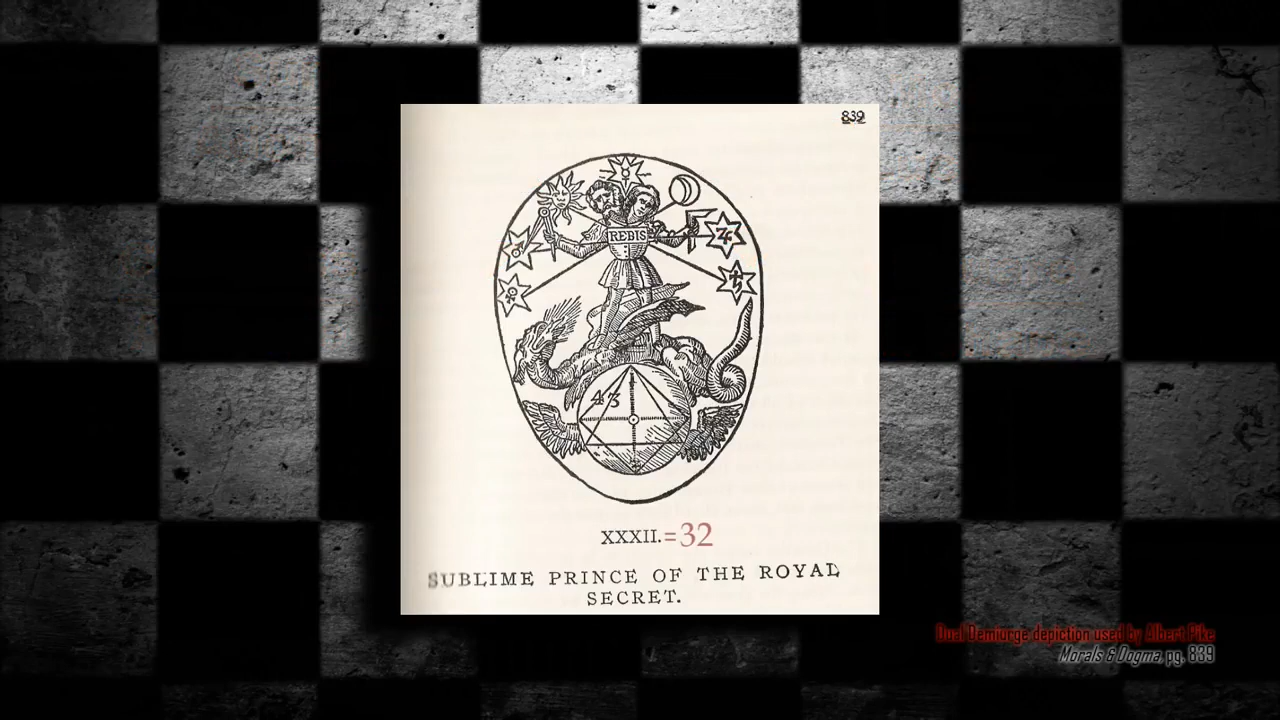 839
REBIS
43
XXXII.=32
SUBLIME PRINCE OF THE ROYAL
SECRET.
Dual Demiurge depiction used by Albert Pike
Morals & Dogma, pg. 839